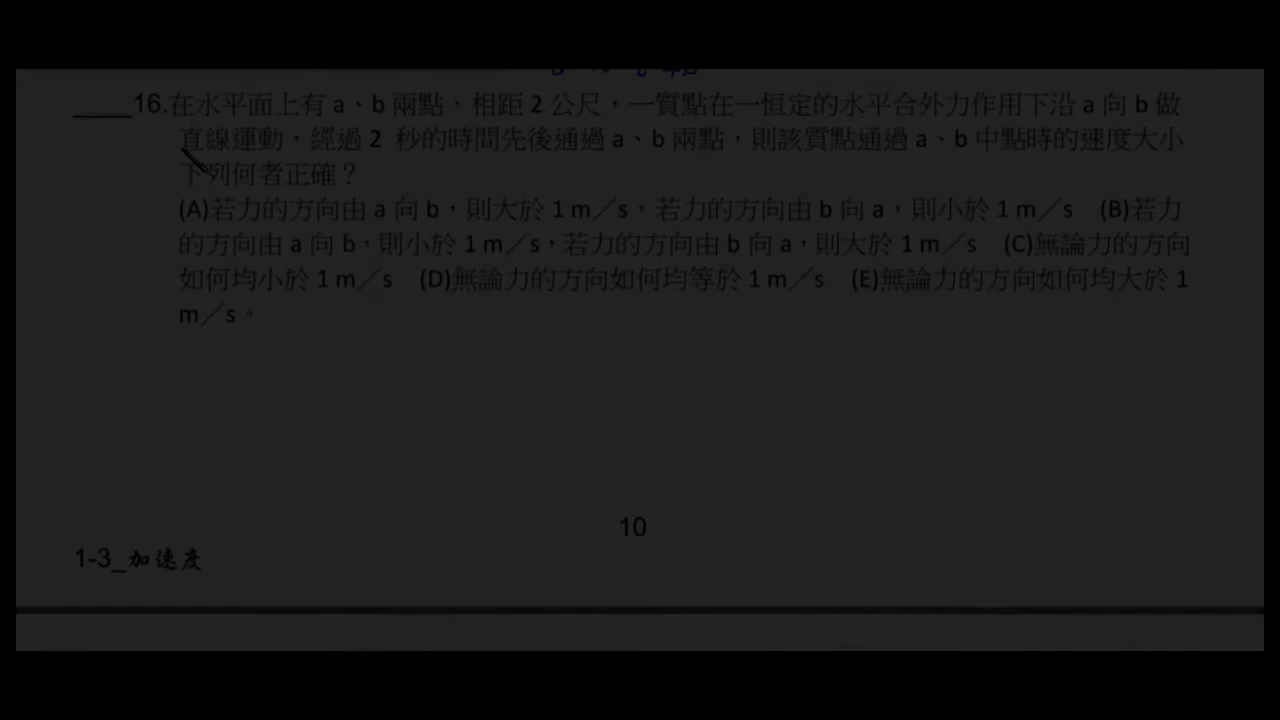 ____16.在水平面上有 a、b 兩點，相距 2 公尺，一質點在一恒定的水平合外力作用下沿 a 向 b 做
直線運動，經過 2 秒的時間先後通過 a、b 兩點，則該質點通過 a、b 中點時的速度大小
下列何者正確？
(A)若力的方向由 a 向 b，則大於 1 m／s，若力的方向由 b 向 a，則小於 1 m／s (B)若力
的方向由 a 向 b，則小於 1 m／s，若力的方向由 b 向 a，則大於 1 m／s (C)無論力的方向
如何均小於 1 m／s (D)無論力的方向如何均等於 1 m／s (E)無論力的方向如何均大於 1
m／s。
10
1-3_加速度